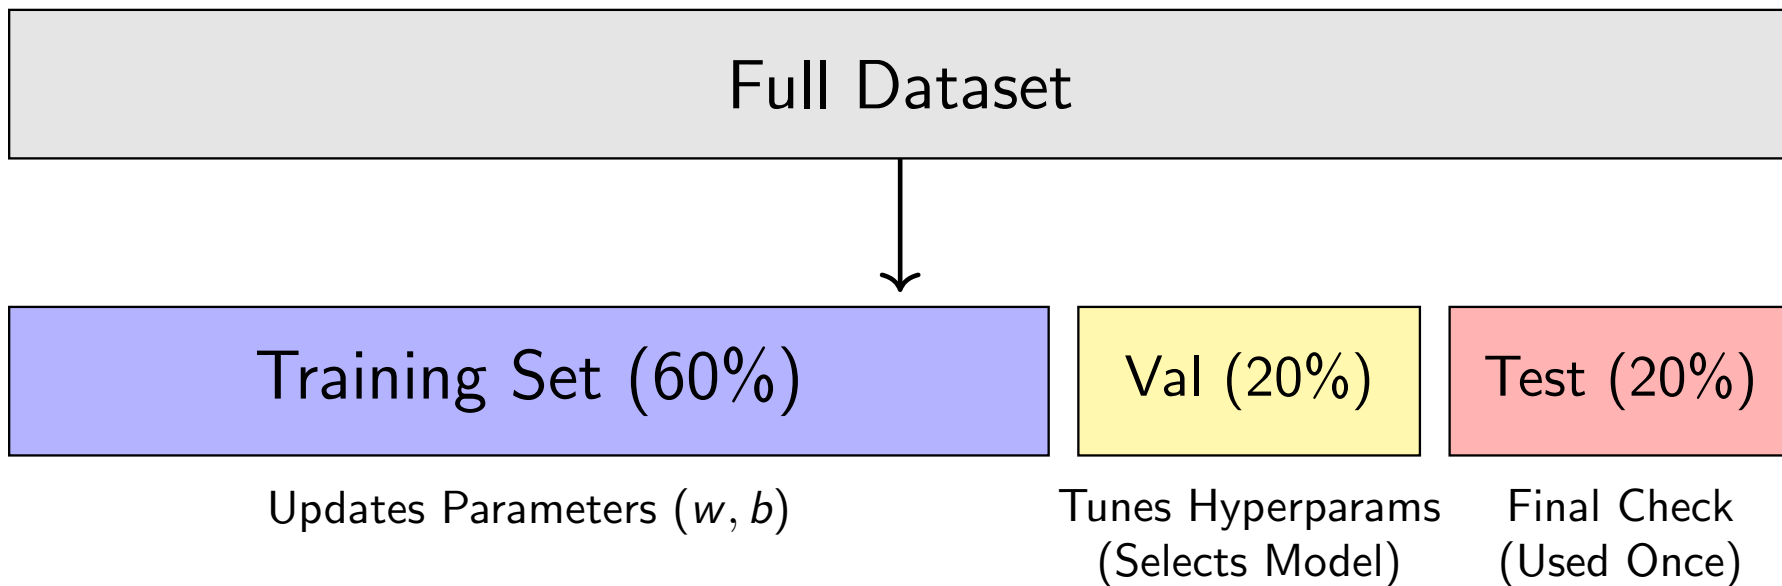 Full Dataset
Training Set (60%)
Val (20%)
Test (20%)
Updates Parameters (w, b)
Tunes Hyperparams
(Selects Model)
Final Check
(Used Once)